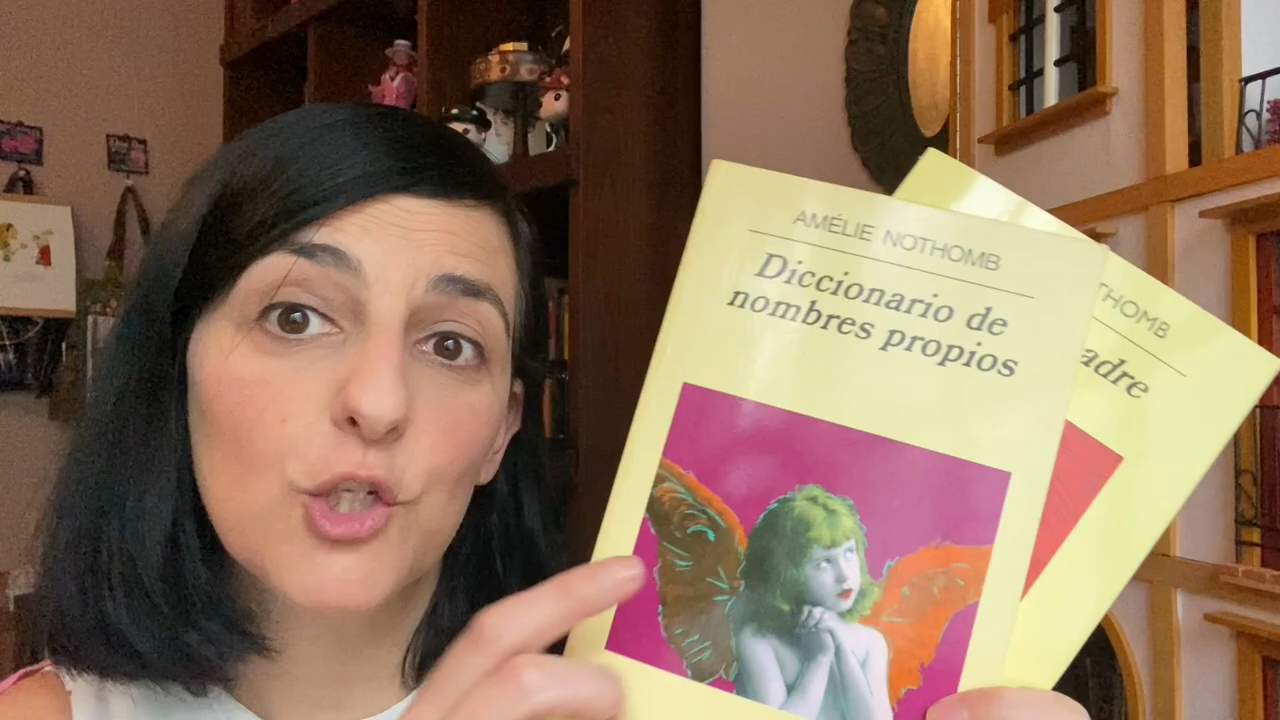 AMÉLIE NOTHOMB
Diccionario de
nombres propios
THOMB
adre